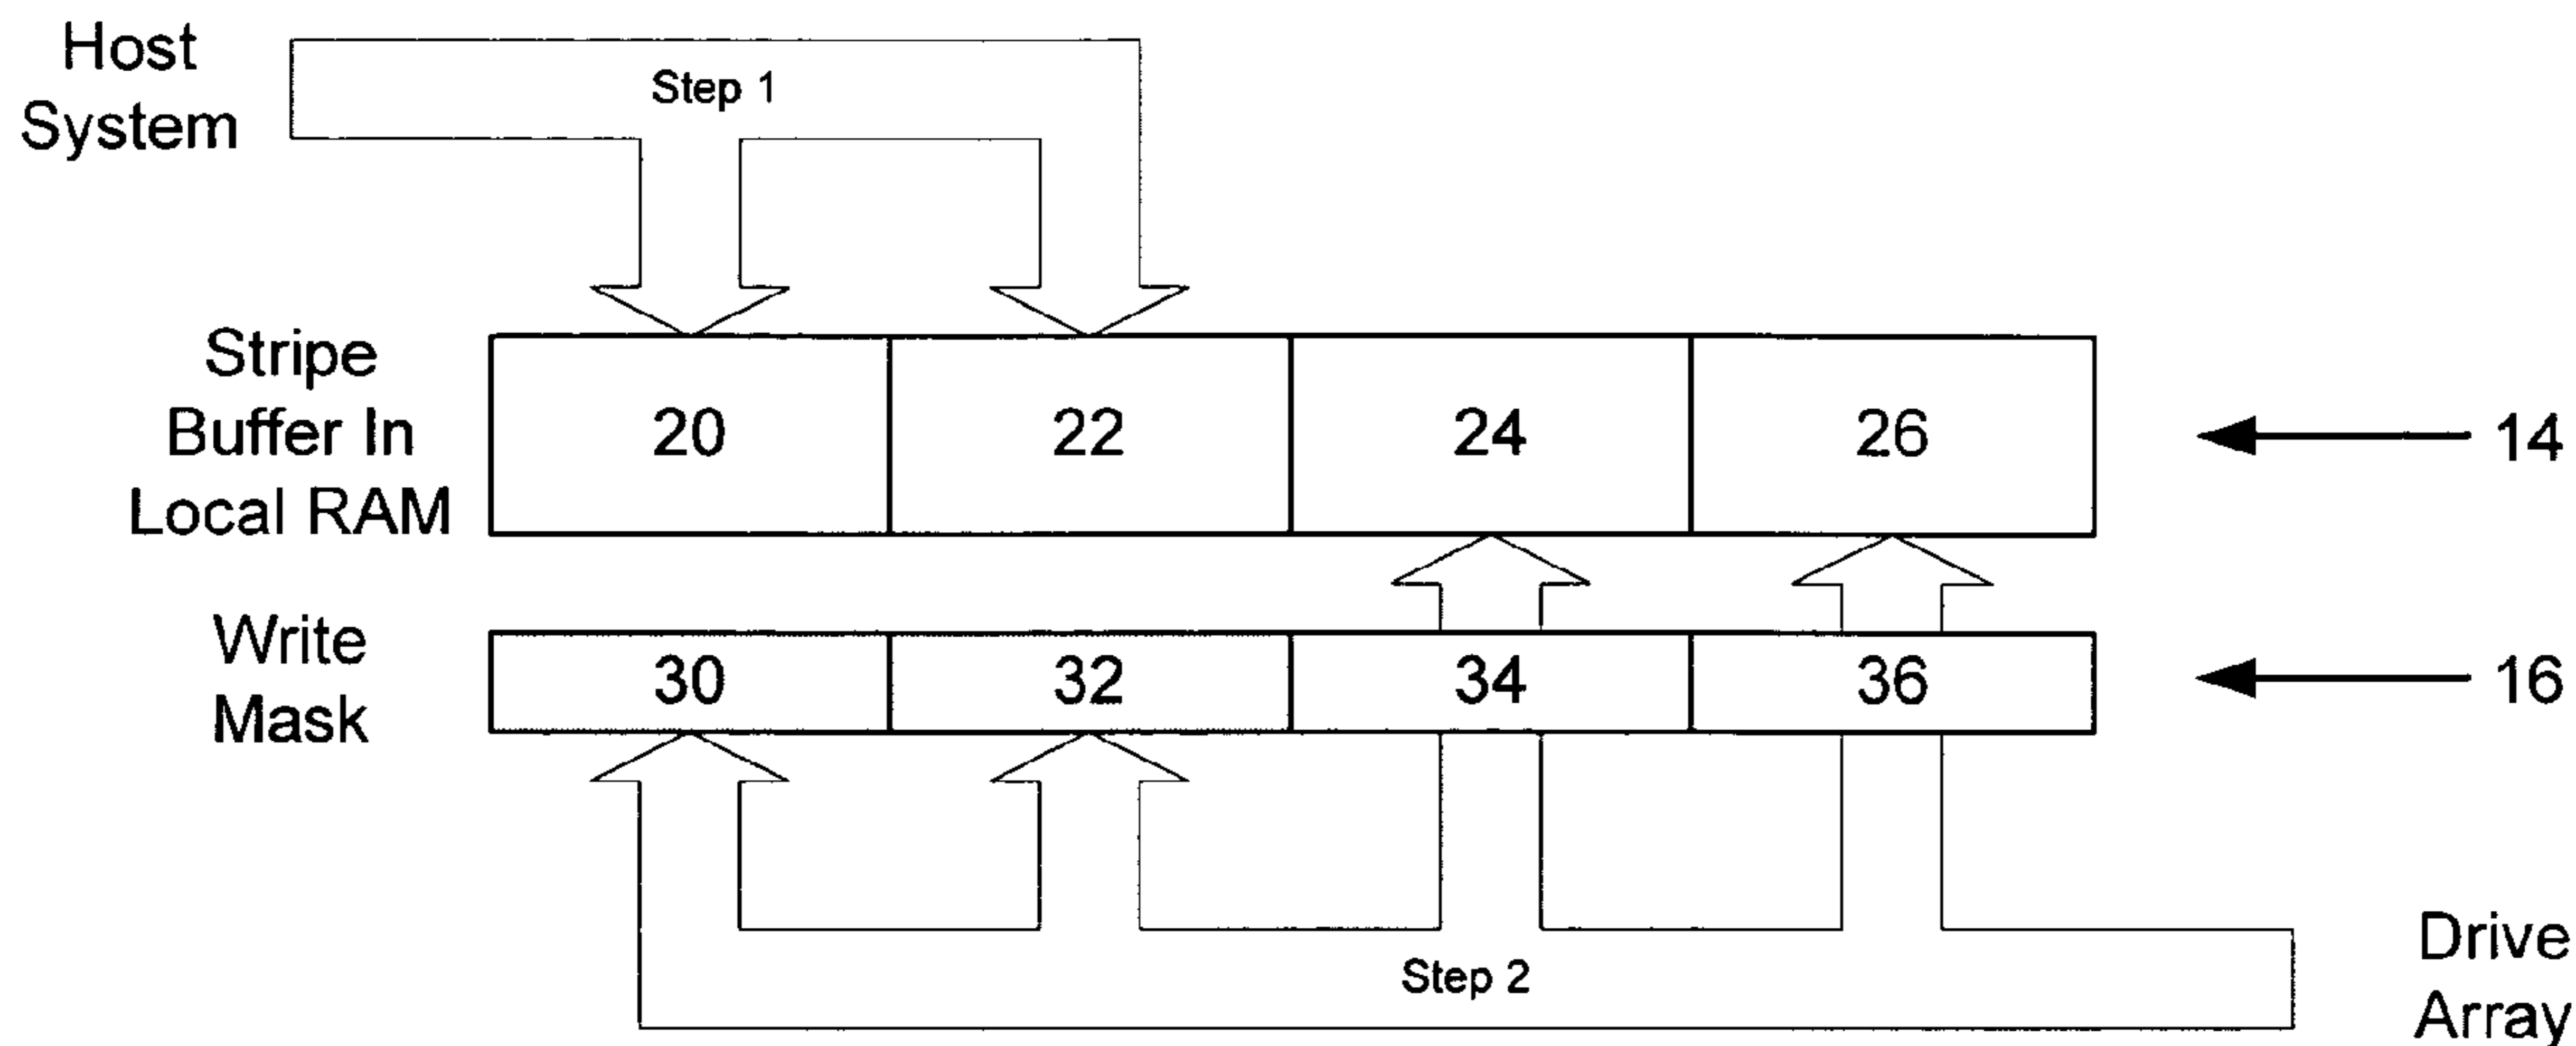 Host
System
Step 1
Stripe
Buffer In
Local RAM
20
22
24
26
14
Write
Mask
30
32
34
36
16
Step 2
Drive
Array